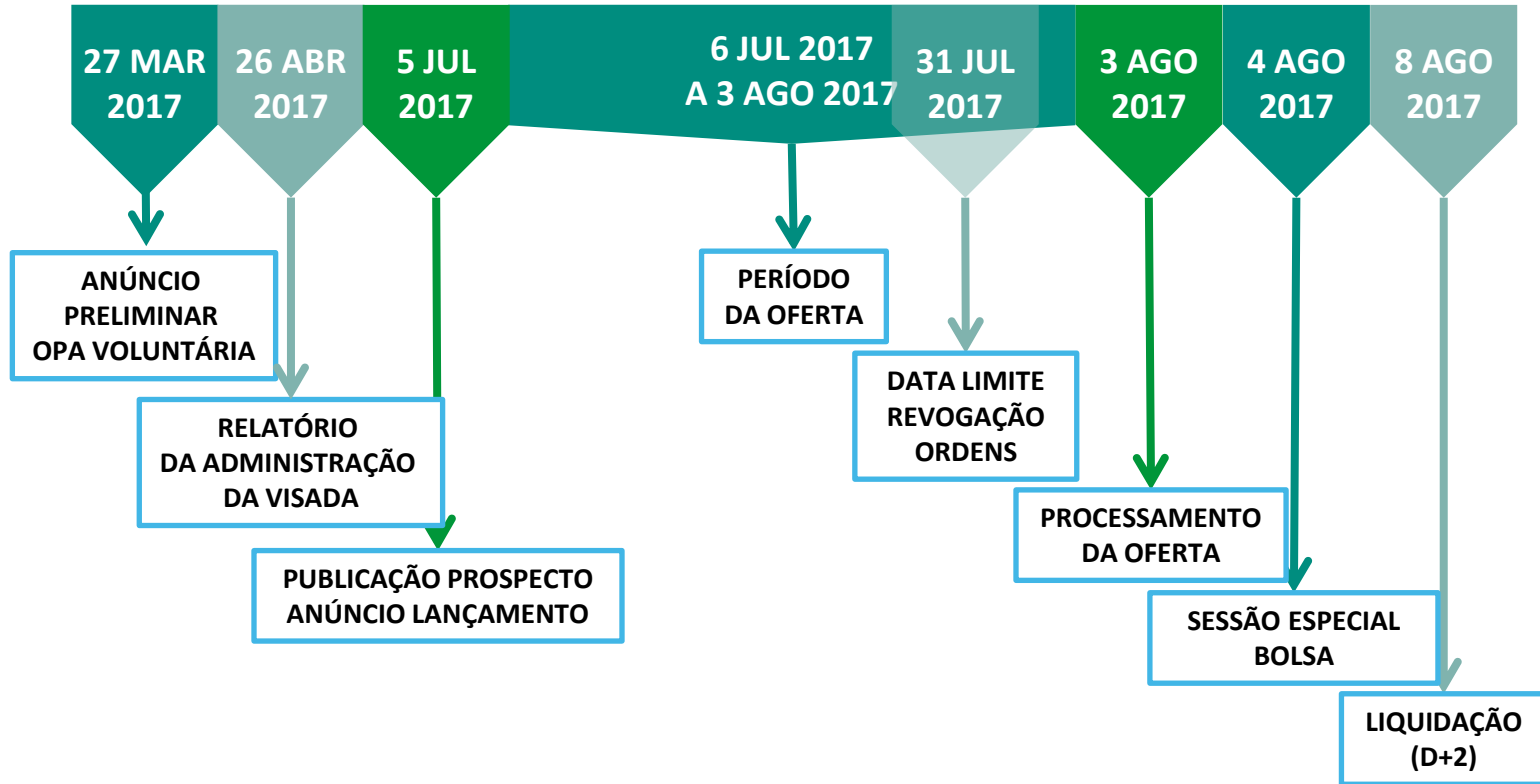 27 MAR
2017
26 ABR
2017
5 JUL
2017
6 JUL 2017
A 3 AGO 2017
31 JUL
2017
3 AGO
2017
4 AGO
2017
8 AGO
2017
ANÚNCIO
PRELIMINAR
OPA VOLUNTÁRIA
RELATÓRIO
DA ADMINISTRAÇÃO
DA VISADA
PUBLICAÇÃO PROSPECTO
ANÚNCIO LANÇAMENTO
PERÍODO
DA OFERTA
DATA LIMITE
REVOGAÇÃO
ORDENS
PROCESSAMENTO
DA OFERTA
SESSÃO ESPECIAL
BOLSA
LIQUIDAÇÃO
(D+2)